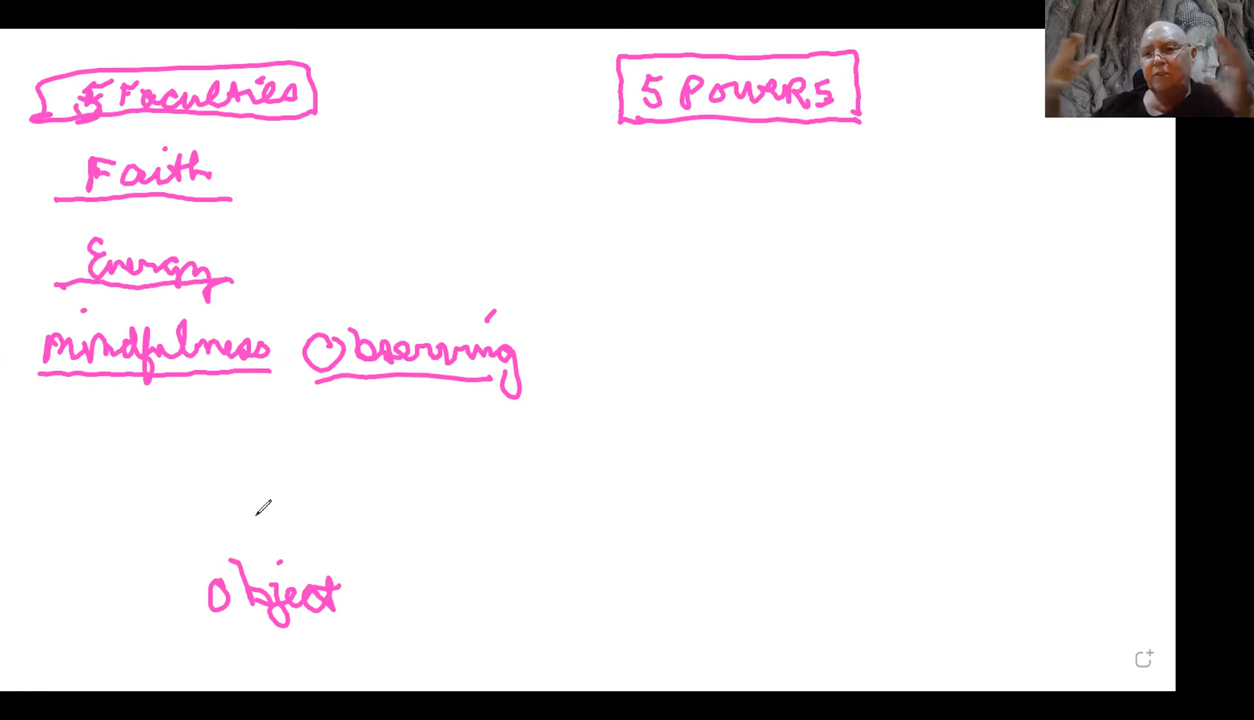 5 Faculties
5 POWERS
Faith
Energy
Mindfulness Observing
Object